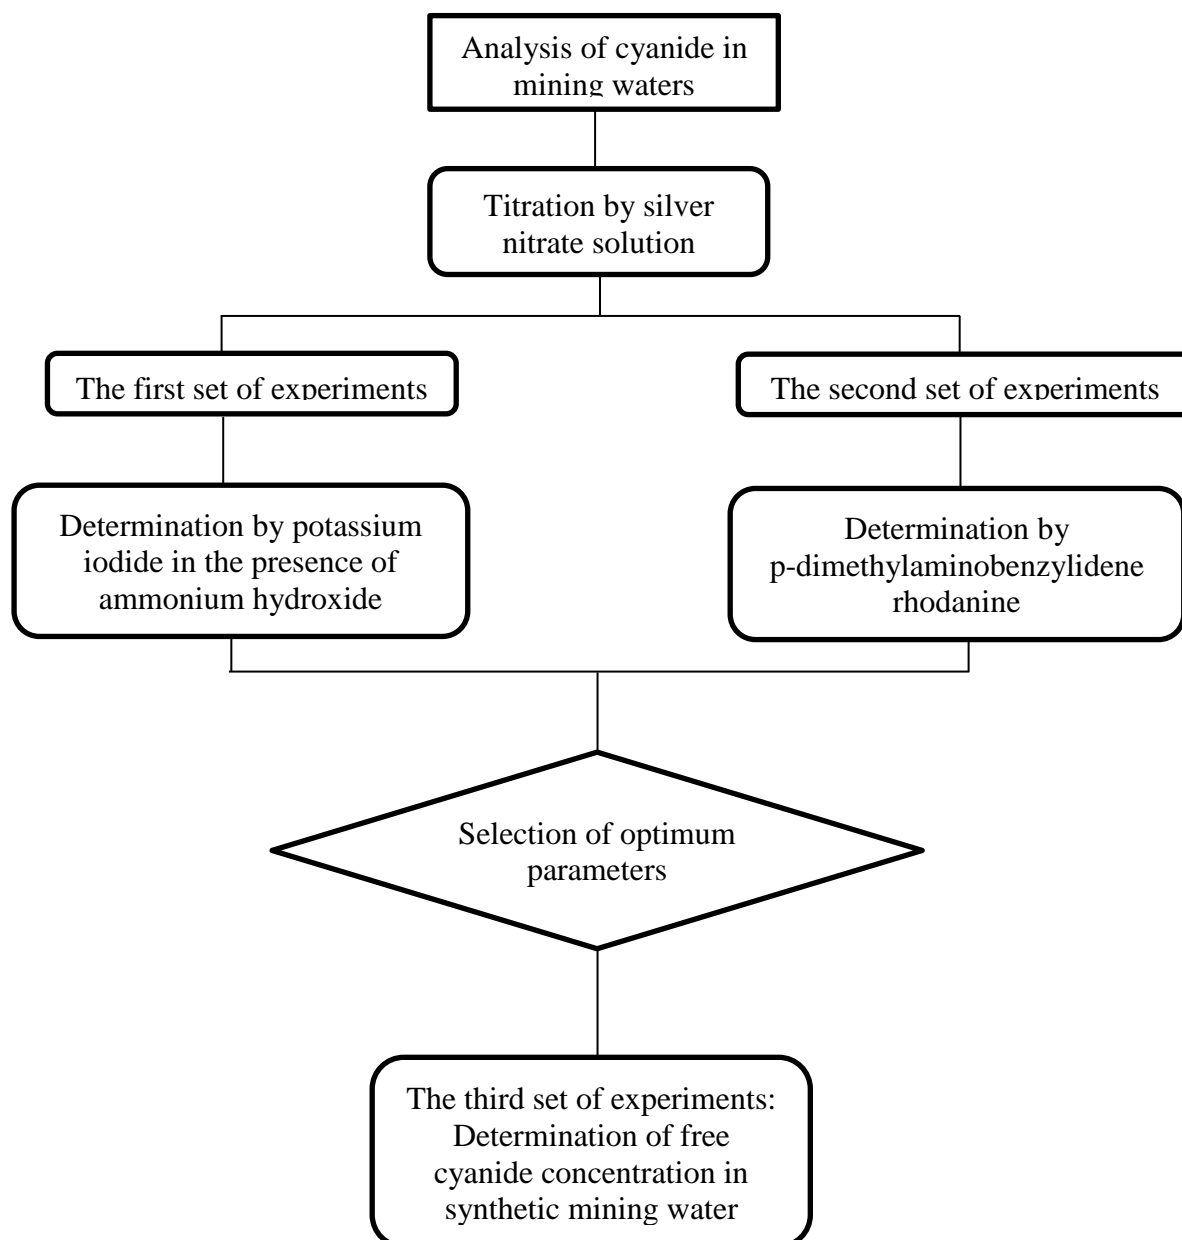 Analysis of cyanide in
mining waters
Titration by silver
nitrate solution
The first set of experiments
The second set of experiments
Determination by potassium
iodide in the presence of
ammonium hydroxide
Determination by
p-dimethylaminobenzylidene
rhodanine
Selection of optimum
parameters
The third set of experiments:
Determination of free
cyanide concentration in
synthetic mining water